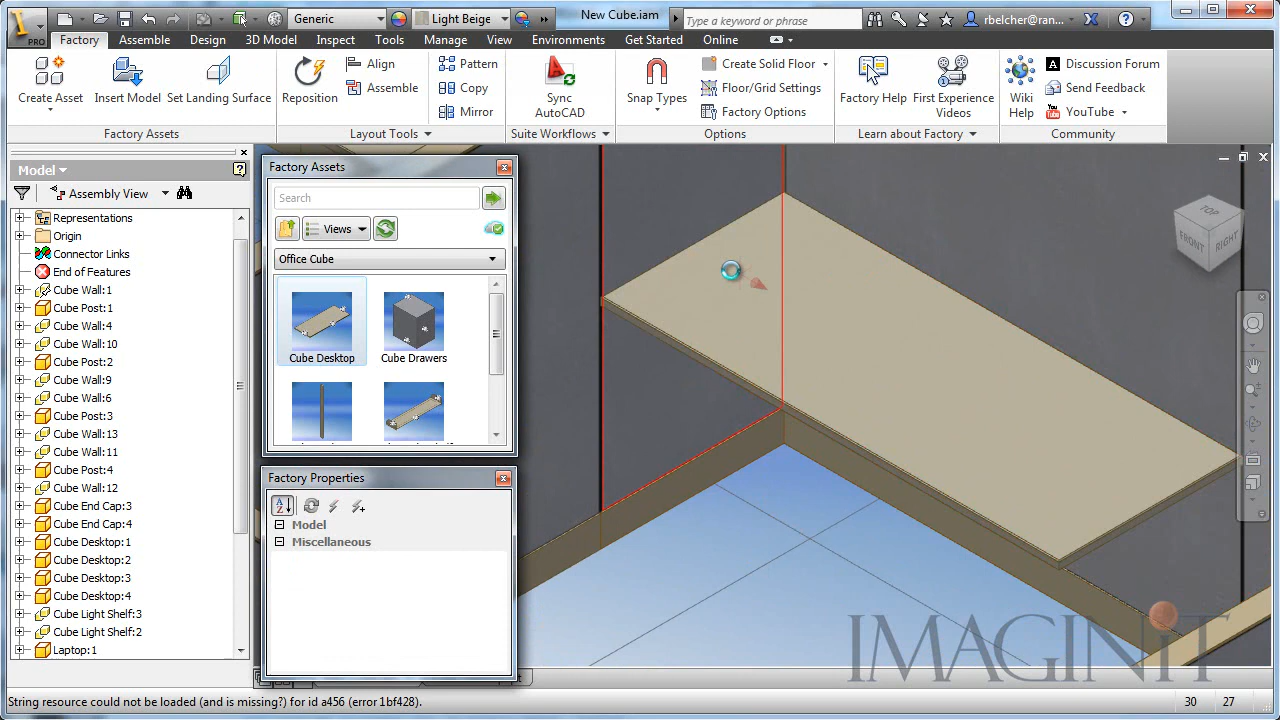 PRO
Generic
Light Beige
New Cube.iam
Type a keyword or phrase
rbelcher@ran...
Factory
Assemble
Design
3D Model
Inspect
Tools
Manage
View
Environments
Get Started
Online
Create Asset
Insert Model
Set Landing Surface
Factory Assets
Reposition
Align
Assemble
Pattern
Copy
Mirror
Layout Tools
Sync
AutoCAD
Suite Workflows
Snap Types
Create Solid Floor
Floor/Grid Settings
Factory Options
Options
Factory Help
First Experience
Videos
Learn about Factory
Wiki
Help
Discussion Forum
Send Feedback
YouTube
Community
Model
Assembly View
Representations
Origin
Connector Links
End of Features
Cube Wall:1
Cube Post:1
Cube Wall:4
Cube Wall:10
Cube Post:2
Cube Wall:9
Cube Wall:6
Cube Post:3
Cube Wall:13
Cube Wall:11
Cube Post:4
Cube Wall:12
Cube End Cap:3
Cube End Cap:4
Cube Desktop:1
Cube Desktop:2
Cube Desktop:3
Cube Desktop:4
Cube Light Shelf:3
Cube Light Shelf:2
Laptop:1
Factory Assets
Search
Views
Office Cube
Cube Desktop
Cube Drawers
Factory Properties
Model
Miscellaneous
TOP
FRONT
RIGHT
IMAGINiT
String resource could not be loaded (and is missing?) for id a456 (error 1bf428).
30
27